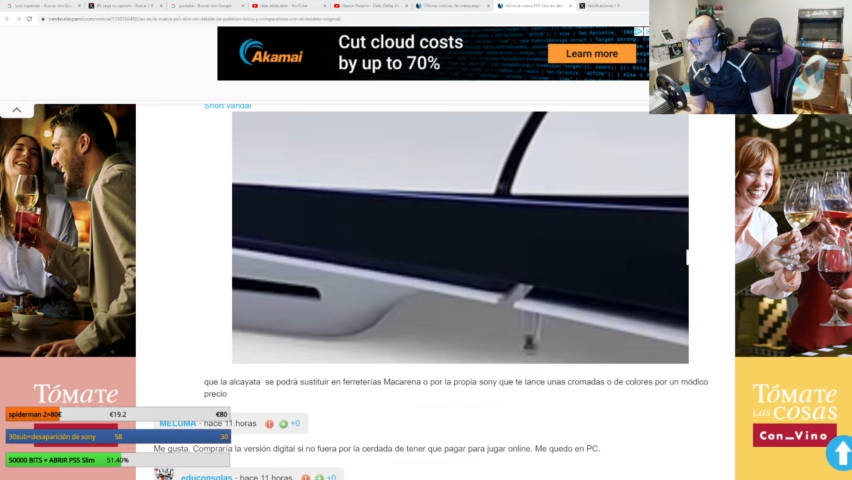 Akamai
Cut cloud costs
by up to 70%
Learn more
Short Vandal
que la alcayata se podrá sustituir en ferreterías Macarena o por la propia sony que te lance unas cromadas o de colores por un módico
precio
MELUMA - hace 11 horas +0
Me gusta. Compraría la versión digital si no fuera por la cerdada de tener que pagar para jugar online. Me quedo en PC.
educonsolas - hace 11 horas +0
Tómate
spiderman 2=80€ €19.2 €80
30sub=desaparición de sony 58 30
50000 BITS = ABRIR PS5 Slim 51.40%
Tómate
LAS COSAS
Con_Vino